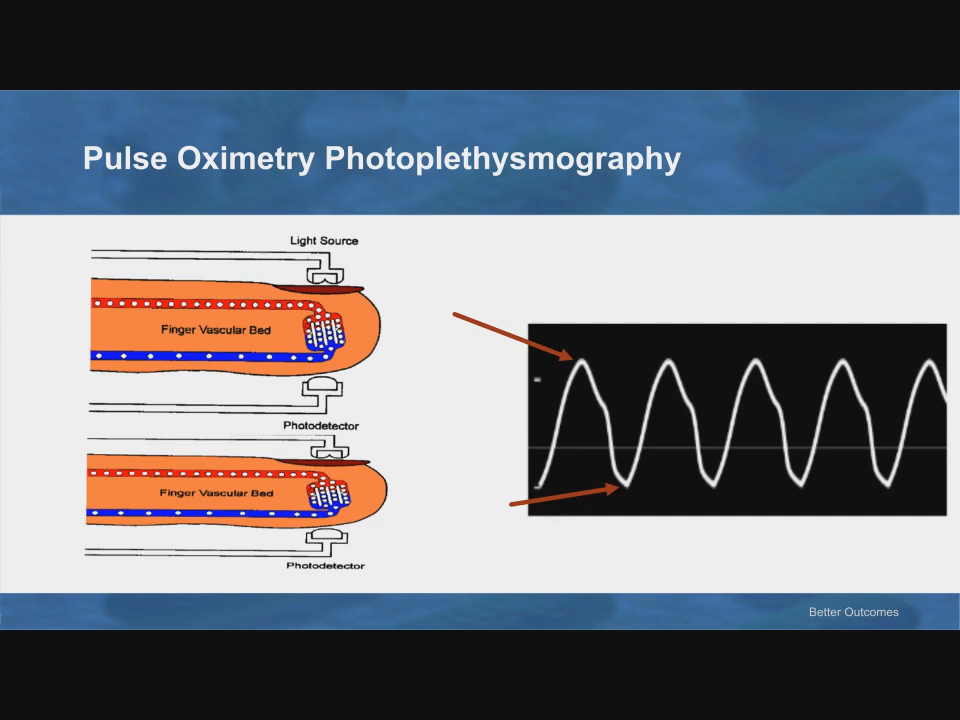 Pulse Oximetry Photoplethysmography
Light Source
Finger Vascular Bed
Photodetector
Finger Vascular Bed
Photodetector
Better Outcomes